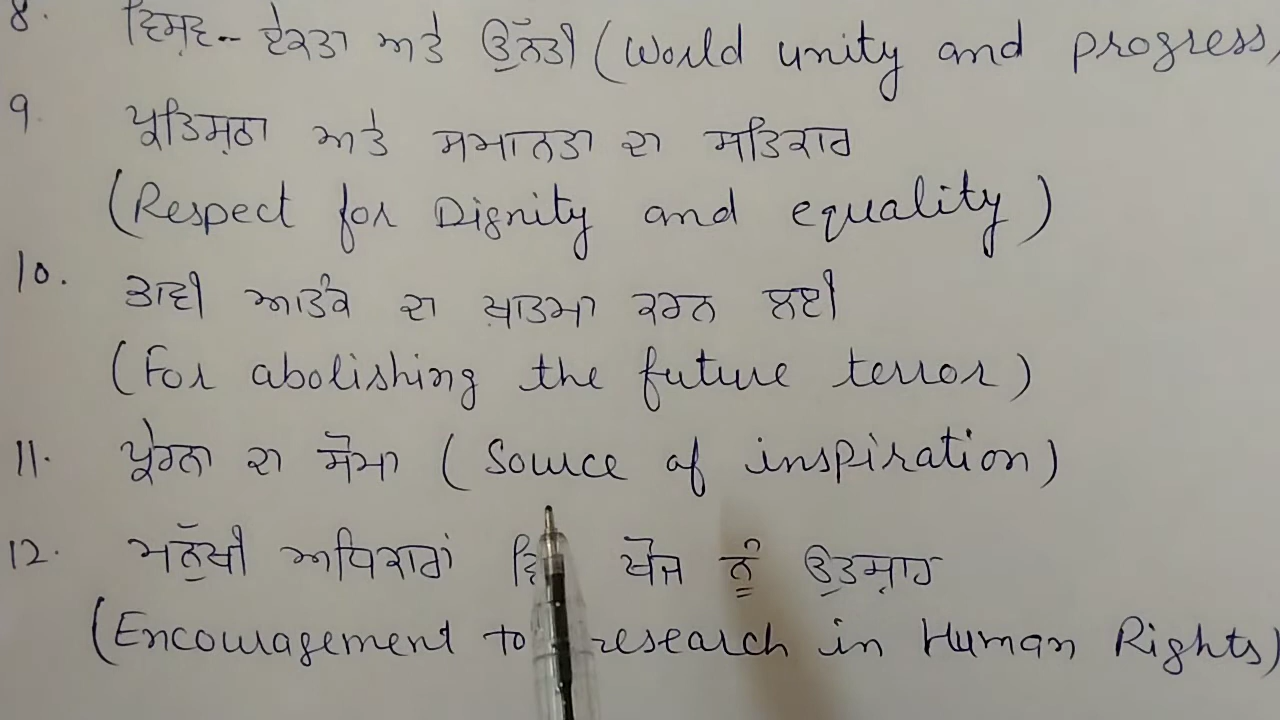 8. ਵਿਸ਼ਵ-ਏਕਤਾ ਅਤੇ ਉੱਨਤੀ (World unity and progress,
9. ਪ੍ਰਤਿਸ਼ਠਾ ਅਤੇ ਸਮਾਨਤਾ ਦਾ ਸਤਿਕਾਰ
(Respect for Dignity and equality)
10. ਭਾਵੀ ਆਤੰਕ ਦਾ ਖ਼ਾਤਮਾ ਕਰਨ ਲਈ
(For abolishing the future terror)
11. ਪ੍ਰੇਰਨਾ ਦਾ ਸੋਮਾ (Source of inspiration)
12. ਮਨੁੱਖੀ ਅਧਿਕਾਰਾਂ ਖੋਜ ਨੂੰ ਉਤਸ਼ਾਹ
(Encouragement to research in Human Rights)